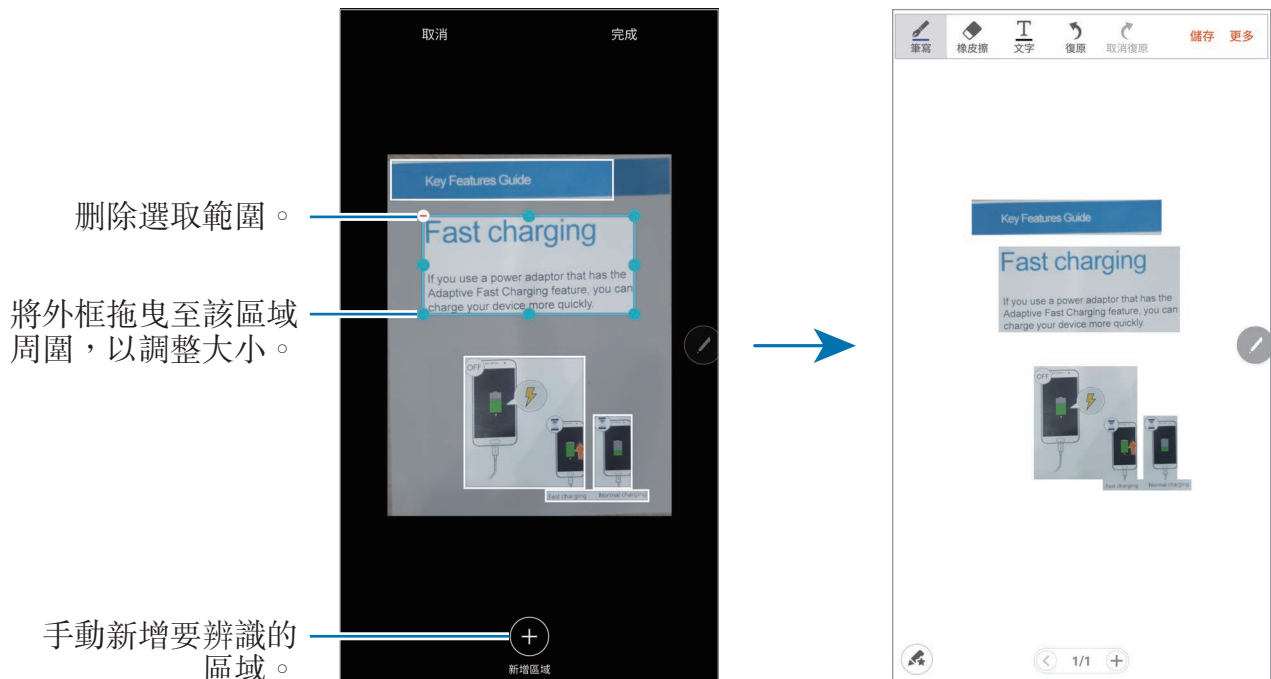 取消
完成
Key Features Guide
刪除選取範圍。
Fast charging
If you use a power adaptor that has the
Adaptive Fast Charging feature, you can
charge your device more quickly.
將外框拖曳至該區域
周圍，以調整大小。
OFF
Fast charging
Normal charging
手動新增要辨識的
區域。
新增區域
筆寫
橡皮擦
T
文字
復原
取消復原
儲存
更多
Key Features Guide
Fast charging
If you use a power adaptor that has the
Adaptive Fast Charging feature, you can
charge your device more quickly.
OFF
Fast charging
Normal charging
1/1